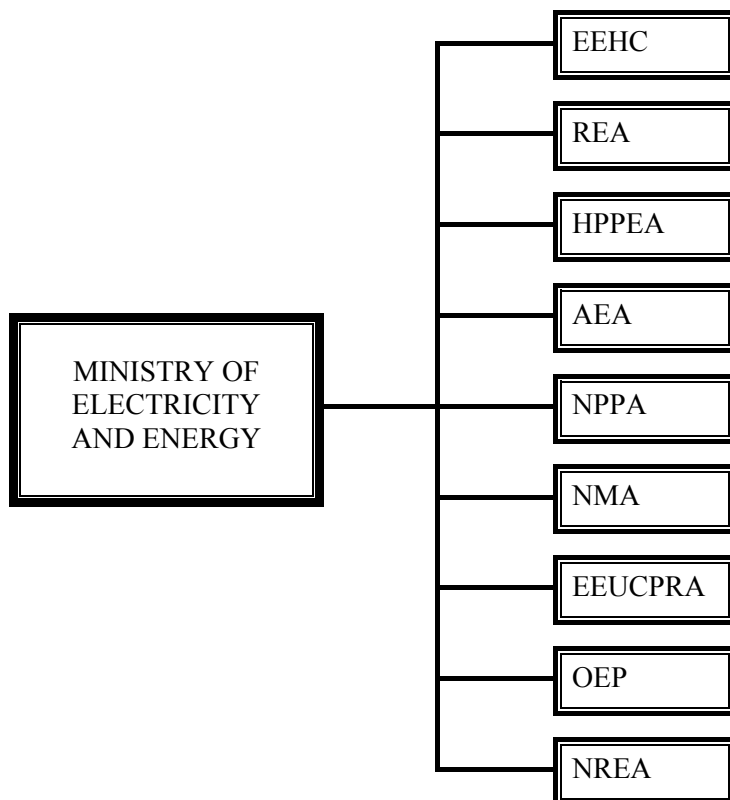 EEHC
REA
HPPEA
AEA
MINISTRY OF
ELECTRICITY
AND ENERGY
NPPA
NMA
EEUCPRA
OEP
NREA